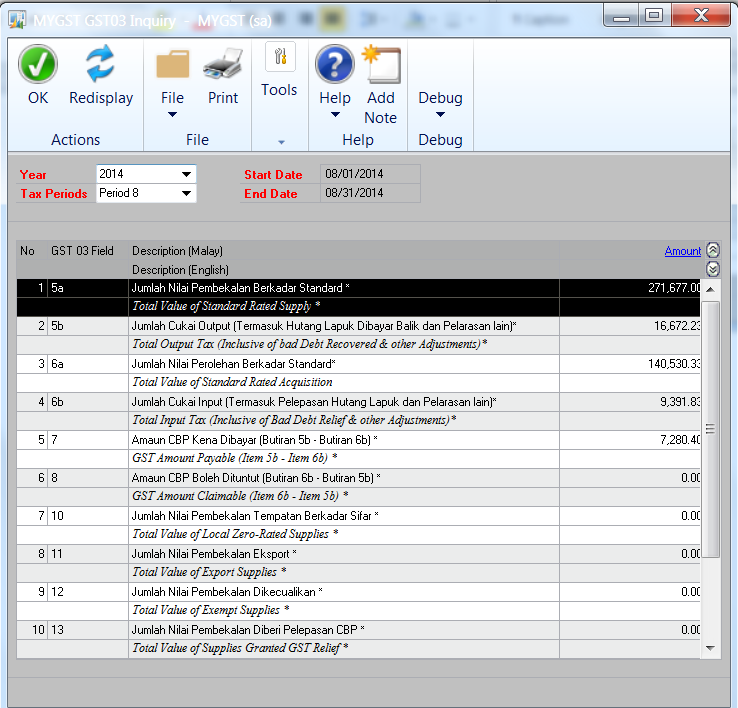 MYGST GST03 Inquiry - MYGST (sa)
OK
Redisplay
File
Print
Tools
Help
Add Note
Debug
Actions
File
Help
Debug
Year 2014 Start Date 08/01/2014
Tax Periods Period 8 End Date 08/31/2014
No GST 03 Field Description (Malay) Amount
Description (English)
1 5a Jumlah Nilai Pembekalan Berkadar Standard * 271,677.00
Total Value of Standard Rated Supply *
2 5b Jumlah Cukai Output (Termasuk Hutang Lapuk Dibayar Balik dan Pelarasan lain)* 16,672.23
Total Output Tax (Inclusive of bad Debt Recovered & other Adjustments)*
3 6a Jumlah Nilai Perolehan Berkadar Standard* 140,530.33
Total Value of Standard Rated Acquisition
4 6b Jumlah Cukai Input (Termasuk Pelepasan Hutang Lapuk dan Pelarasan lain)* 9,391.83
Total Input Tax (Inclusive of Bad Debt Relief & other Adjustments)*
5 7 Amaun CBP Kena Dibayar (Butiran 5b - Butiran 6b) * 7,280.40
GST Amount Payable (Item 5b - Item 6b) *
6 8 Amaun CBP Boleh Dituntut (Butiran 6b - Butiran 5b) * 0.00
GST Amount Claimable (Item 6b - Item 5b) *
7 10 Jumlah Nilai Pembekalan Tempatan Berkadar Sifar * 0.00
Total Value of Local Zero-Rated Supplies *
8 11 Jumlah Nilai Pembekalan Eksport * 0.00
Total Value of Export Supplies *
9 12 Jumlah Nilai Pembekalan Dikecualikan * 0.00
Total Value of Exempt Supplies *
10 13 Jumlah Nilai Pembekalan Diberi Pelepasan CBP * 0.00
Total Value of Supplies Granted GST Relief *